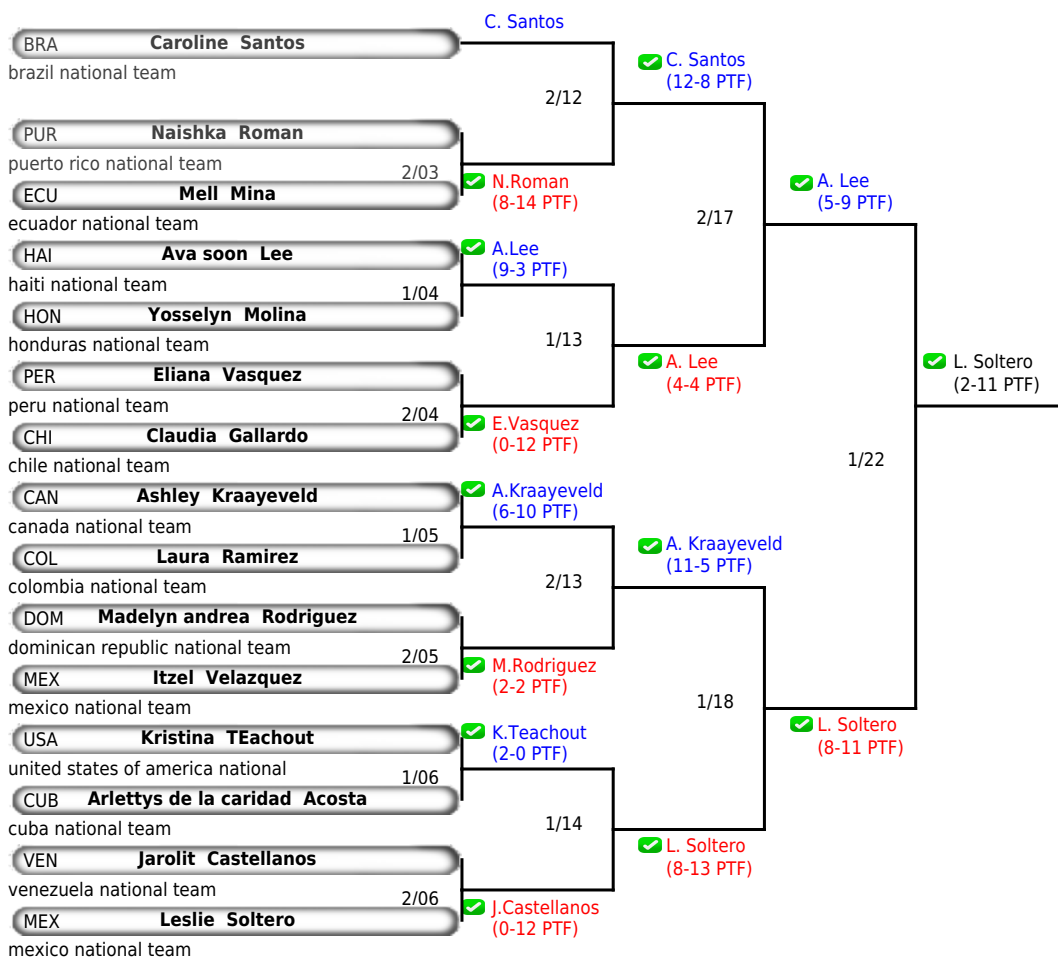 C. Santos
BRA Caroline Santos
brazil national team
C. Santos
(12-8 PTF)
2/12
PUR Naishka Roman
puerto rico national team
2/03
N.Roman
(8-14 PTF)
ECU Mell Mina
ecuador national team
A. Lee
(5-9 PTF)
2/17
HAI Ava soon Lee
haiti national team
A.Lee
(9-3 PTF)
1/04
HON Yosselyn Molina
honduras national team
1/13
A. Lee
(4-4 PTF)
L. Soltero
(2-11 PTF)
PER Eliana Vasquez
peru national team
2/04
E.Vasquez
(0-12 PTF)
CHI Claudia Gallardo
chile national team
1/22
CAN Ashley Kraayeveld
canada national team
A.Kraayeveld
(6-10 PTF)
1/05
COL Laura Ramirez
colombia national team
A. Kraayeveld
(11-5 PTF)
2/13
DOM Madelyn andrea Rodriguez
dominican republic national team
2/05
M.Rodriguez
(2-2 PTF)
MEX Itzel Velazquez
mexico national team
1/18
L. Soltero
(8-11 PTF)
USA Kristina TEachout
united states of america national
K.Teachout
(2-0 PTF)
1/06
CUB Arlettys de la caridad Acosta
cuba national team
1/14
L. Soltero
(8-13 PTF)
VEN Jarolit Castellanos
venezuela national team
2/06
J.Castellanos
(0-12 PTF)
MEX Leslie Soltero
mexico national team